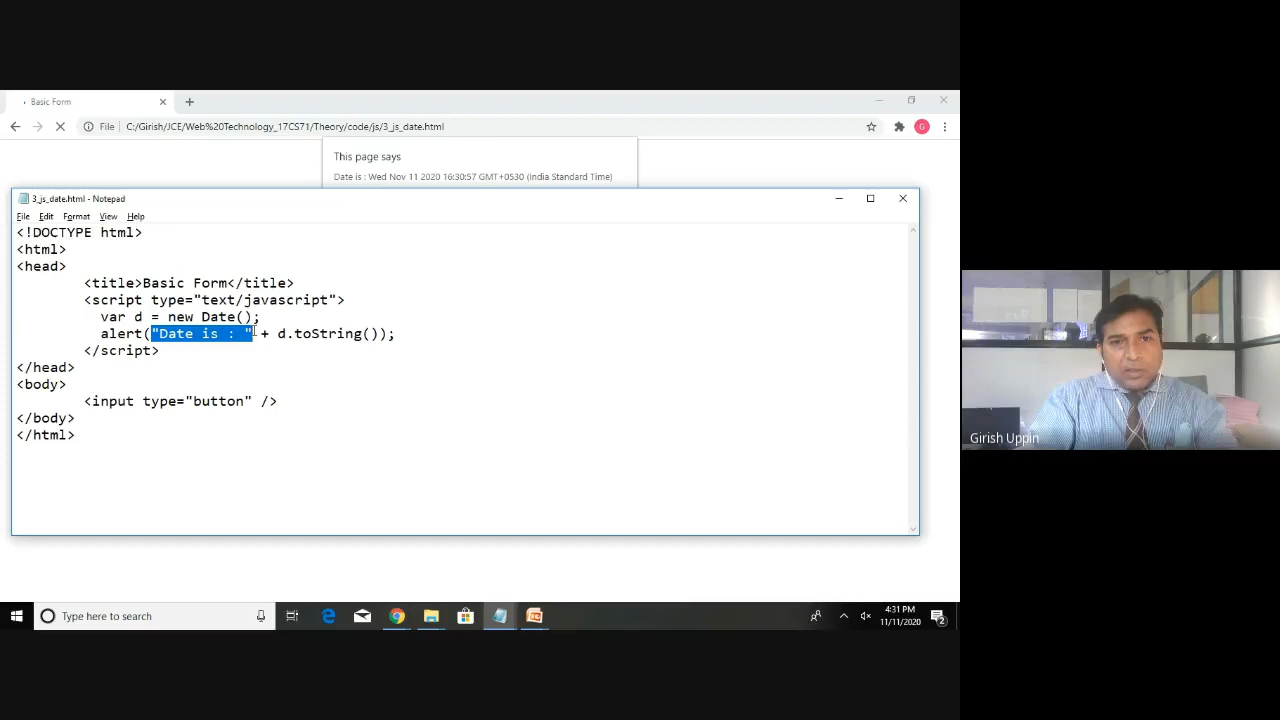 Basic Form
File
C:/Girish/JCE/Web%20Technology_17CS71/Theory/code/js/3_js_date.html
G
This page says
Date is : Wed Nov 11 2020 16:30:57 GMT+0530 (India Standard Time)
3_js_date.html - Notepad
File Edit Format View Help
<!DOCTYPE html>
<html>
<head>
<title>Basic Form</title>
<script type="text/javascript">
var d = new Date();
alert("Date is : " + d.toString());
</script>
</head>
<body>
<input type="button" />
</body>
</html>
Girish Uppin
Type here to search
4:31 PM
11/11/2020
2